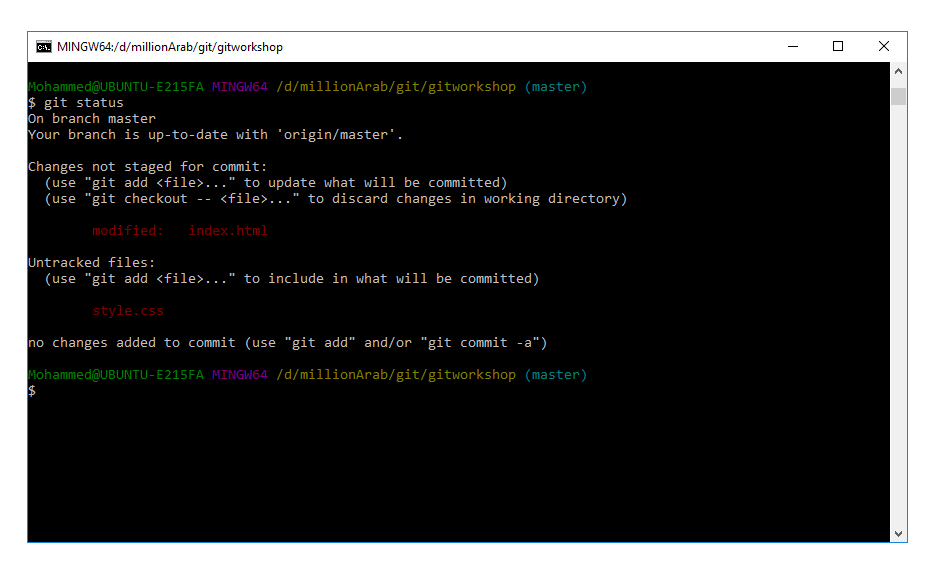 MINGW64:/d/millionArab/git/gitworkshop
Mohammed@UBUNTU-E215FA MINGW64 /d/millionArab/git/gitworkshop (master)
$ git status
On branch master
Your branch is up-to-date with 'origin/master'.
Changes not staged for commit:
  (use "git add <file>..." to update what will be committed)
  (use "git checkout -- <file>..." to discard changes in working directory)
        modified:   index.html
Untracked files:
  (use "git add <file>..." to include in what will be committed)
        style.css
no changes added to commit (use "git add" and/or "git commit -a")
Mohammed@UBUNTU-E215FA MINGW64 /d/millionArab/git/gitworkshop (master)
$